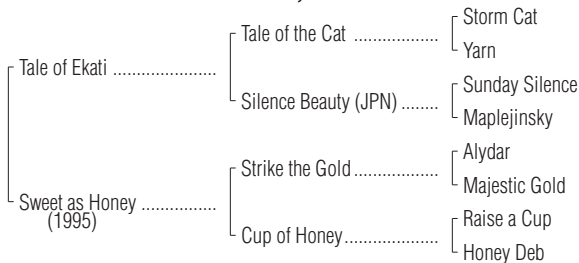 Storm Cat
Tale of the Cat ..................
Yarn
Tale of Ekati ......................
Sunday Silence
Silence Beauty (JPN) ........
Maplejinsky
Alydar
Strike the Gold..................
Majestic Gold
Sweet as Honey ................
(1995)
Raise a Cup
Cup of Honey....................
Honey Deb